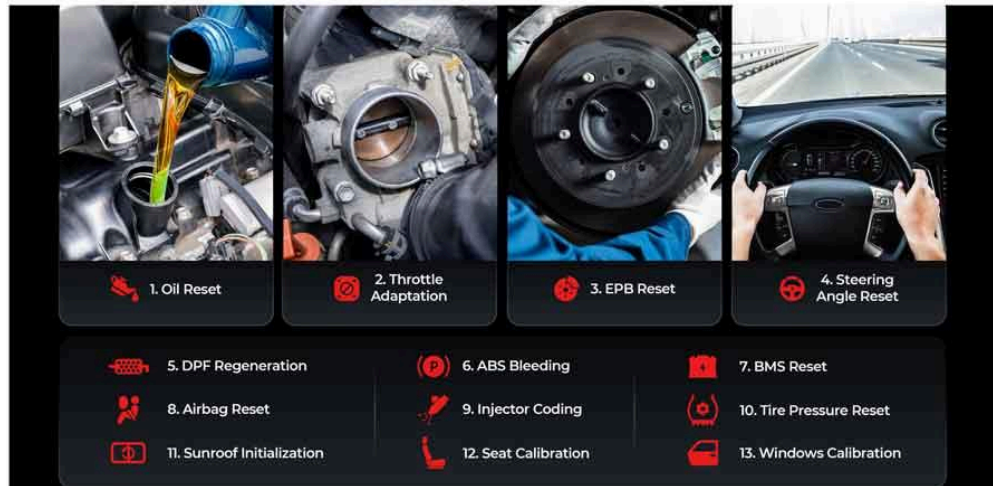 1. Oil Reset
2. Throttle
Adaptation
3. EPB Reset
4. Steering
Angle Reset
5. DPF Regeneration
6. ABS Bleeding
7. BMS Reset
8. Airbag Reset
9. Injector Coding
10. Tire Pressure Reset
11. Sunroof Initialization
12. Seat Calibration
13. Windows Calibration